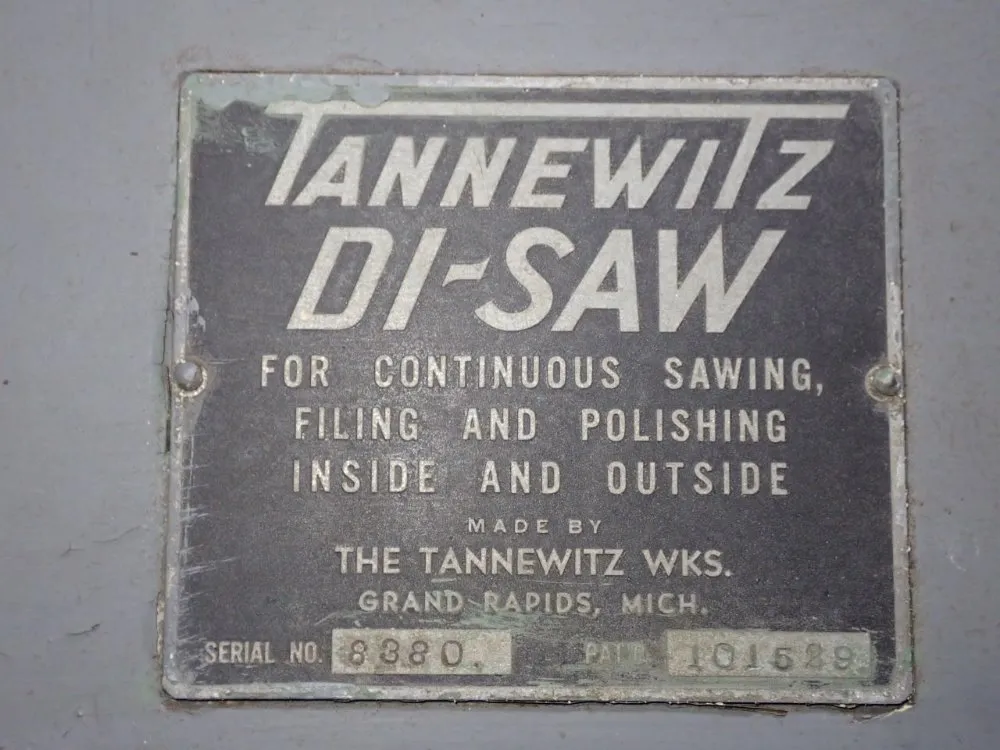 TANNEWITZ
DI-SAW
FOR CONTINUOUS SAWING,
FILING AND POLISHING
INSIDE AND OUTSIDE
MADE BY
THE TANNEWITZ WKS.
GRAND RAPIDS, MICH.
SERIAL NO. 8380. 101529